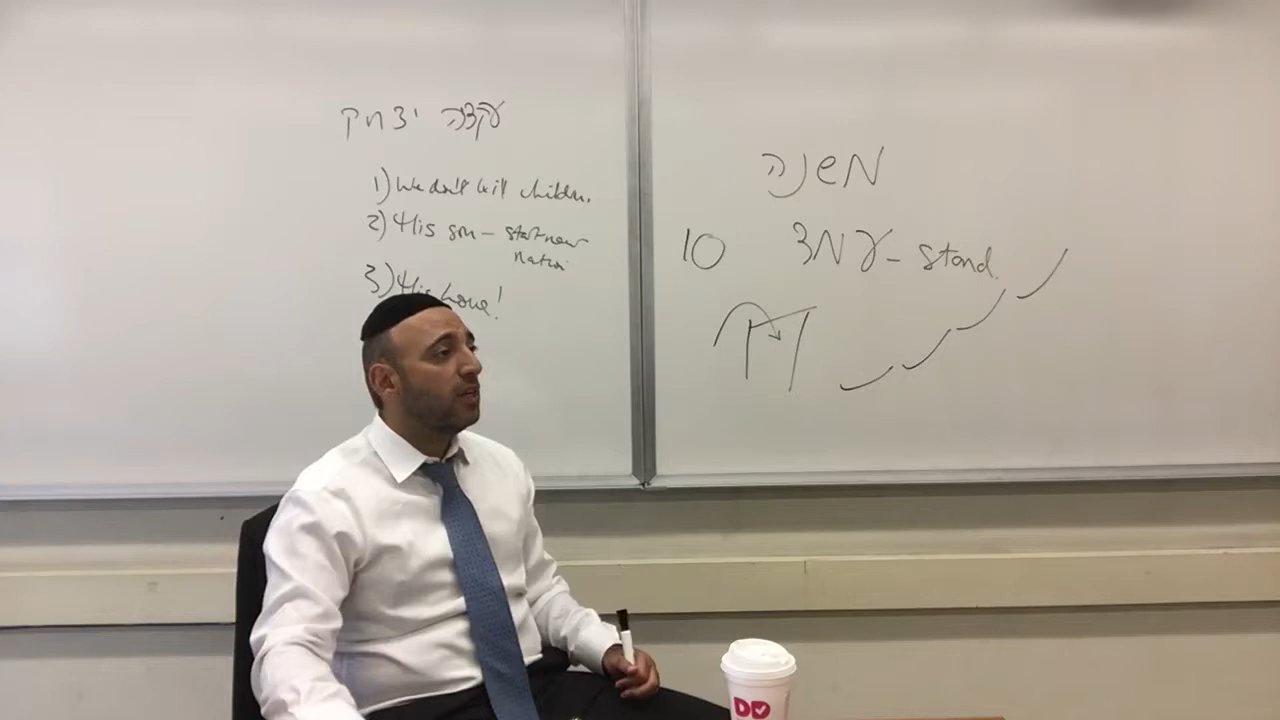 עקדה יצחק
1) We don't kill children.
2) His son - start new
nation
3) His love!
משנה
10 עמד - stand.
DD